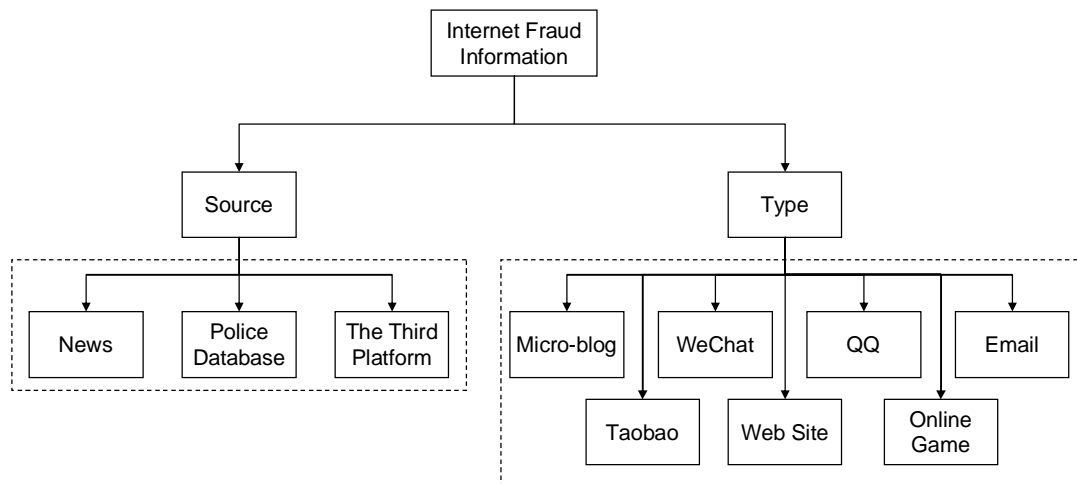 Internet Fraud
Information
Source
Type
News
Police
Database
The Third
Platform
Micro-blog
WeChat
QQ
Email
Taobao
Web Site
Online
Game